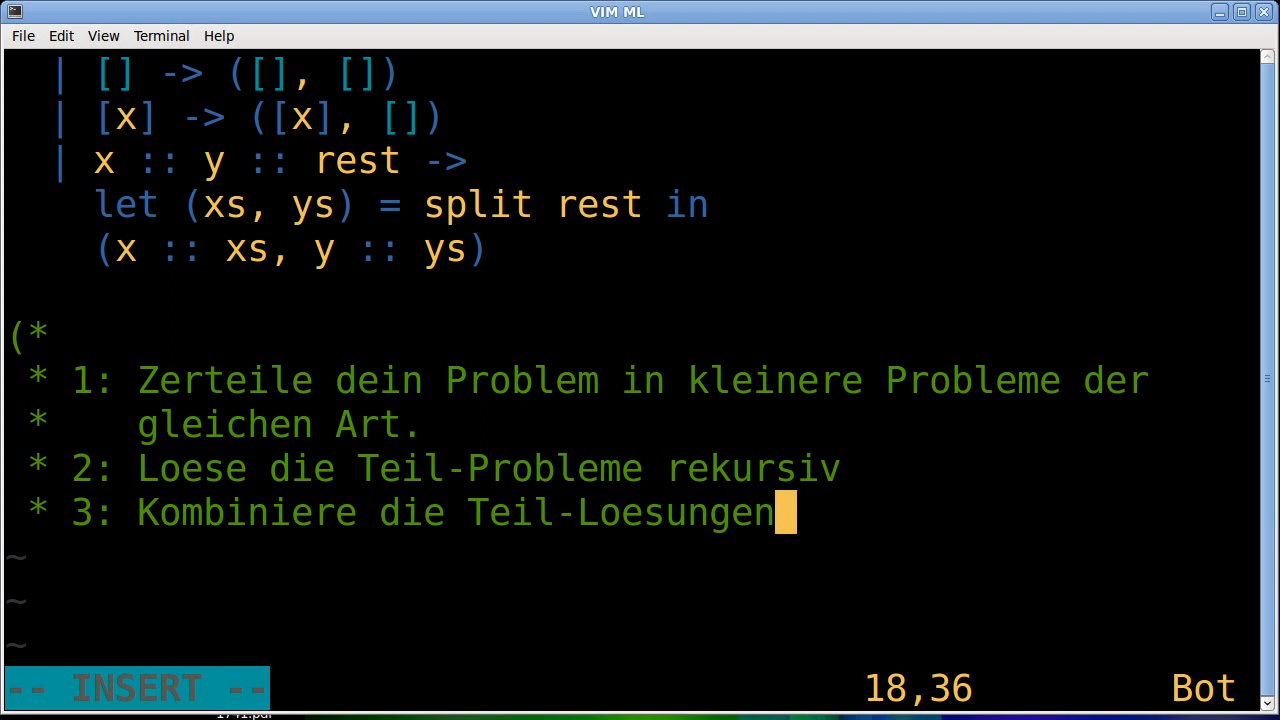 VIM ML
File Edit View Terminal Help
| [] -> ([], [])
| [x] -> ([x], [])
| x :: y :: rest ->
let (xs, ys) = split rest in
(x :: xs, y :: ys)
(*
* 1: Zerteile dein Problem in kleinere Probleme der
* gleichen Art.
* 2: Loese die Teil-Probleme rekursiv
* 3: Kombiniere die Teil-Loesungen
~
~
~
-- INSERT -- 18,36 Bot